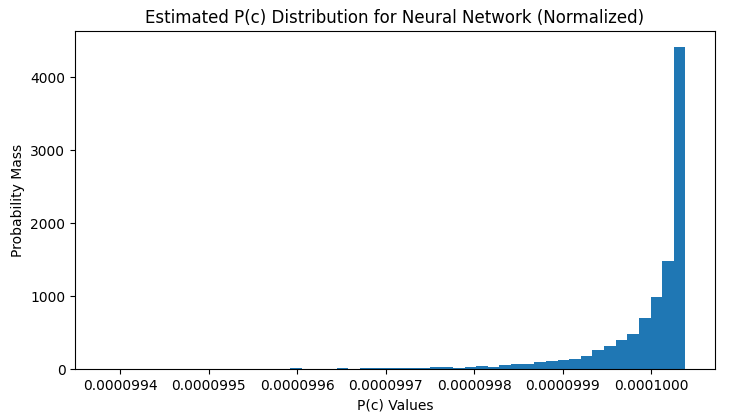 Estimated P(c) Distribution for Neural Network (Normalized)
Probability Mass
4000
3000
2000
1000
0
0.0000994 0.0000995 0.0000996 0.0000997 0.0000998 0.0000999 0.0001000
P(c) Values